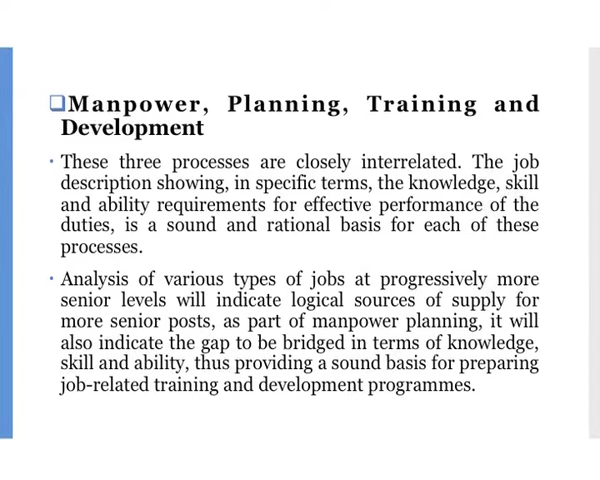 ❑Manpower, Planning, Training and
Development
• These three processes are closely interrelated. The job
description showing, in specific terms, the knowledge, skill
and ability requirements for effective performance of the
duties, is a sound and rational basis for each of these
processes.
• Analysis of various types of jobs at progressively more
senior levels will indicate logical sources of supply for
more senior posts, as part of manpower planning, it will
also indicate the gap to be bridged in terms of knowledge,
skill and ability, thus providing a sound basis for preparing
job-related training and development programmes.